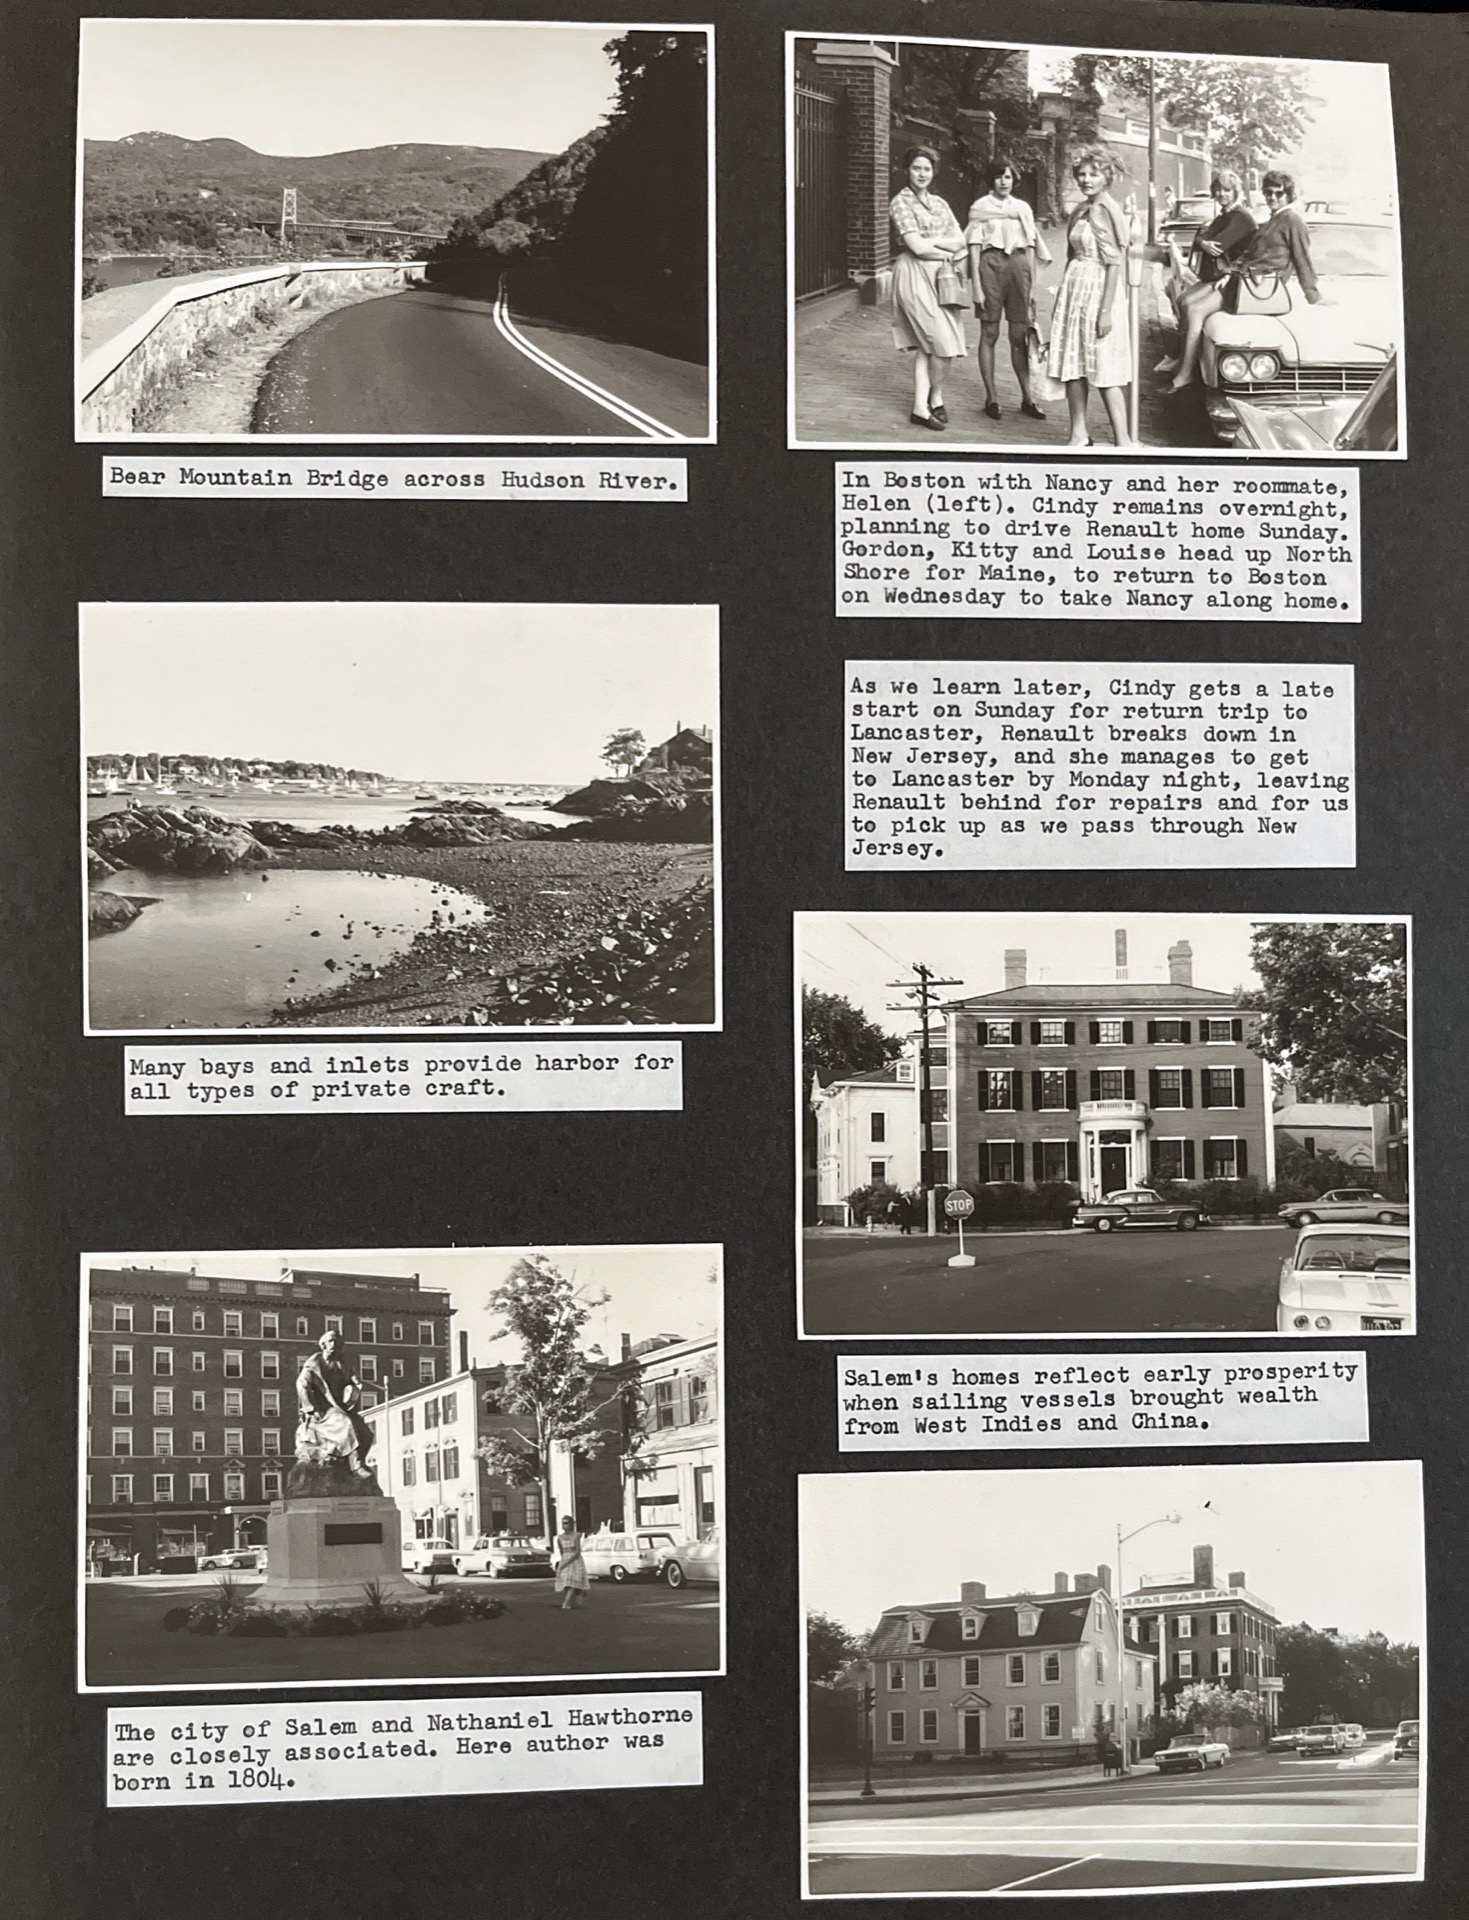 Bear Mountain Bridge across Hudson River.
In Boston with Nancy and her roommate,
Helen (left). Cindy remains overnight,
planning to drive Renault home Sunday.
Gordon, Kitty and Louise head up North
Shore for Maine, to return to Boston
on Wednesday to take Nancy along home.
As we learn later, Cindy gets a late
start on Sunday for return trip to
Lancaster, Renault breaks down in
New Jersey, and she manages to get
to Lancaster by Monday night, leaving
Renault behind for repairs and for us
to pick up as we pass through New
Jersey.
Many bays and inlets provide harbor for
all types of private craft.
STOP
Salem's homes reflect early prosperity
when sailing vessels brought wealth
from West Indies and China.
The city of Salem and Nathaniel Hawthorne
are closely associated. Here author was
born in 1804.